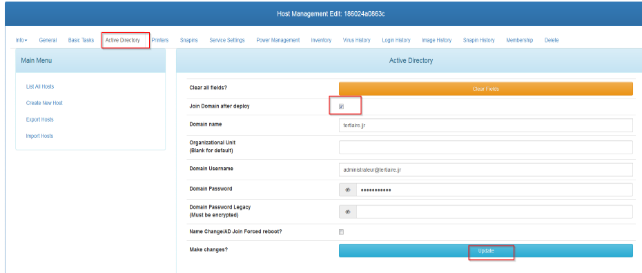 Host Management Edit: 186024a0863c
Info General Basic Tasks Active Directory Printers Snapins Service Settings Power Management Inventory Virus History Login History Image History Snapin History Membership Delete
Main Menu
List All Hosts
Create New Host
Export Hosts
Import Hosts
Active Directory
Clear all fields?
Clear Fields
Join Domain after deploy
Domain name
tertiaire.jr
Organizational Unit
(Blank for default)
Domain Username
administrateur@tertiaire.jr
Domain Password
Domain Password Legacy
(Must be encrypted)
Name Change/AD Join Forced reboot?
Make changes?
Update